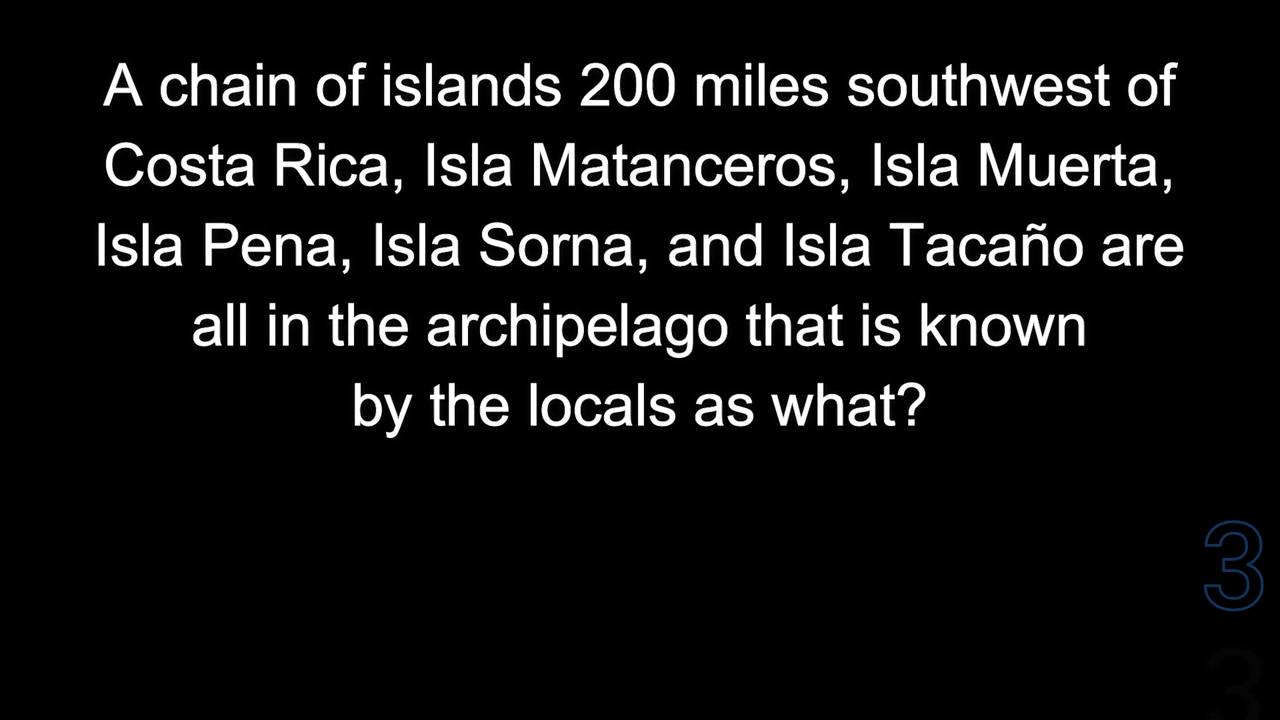 A chain of islands 200 miles southwest of
Costa Rica, Isla Matanceros, Isla Muerta,
Isla Pena, Isla Sorna, and Isla Tacaño are
all in the archipelago that is known
by the locals as what?
3
3